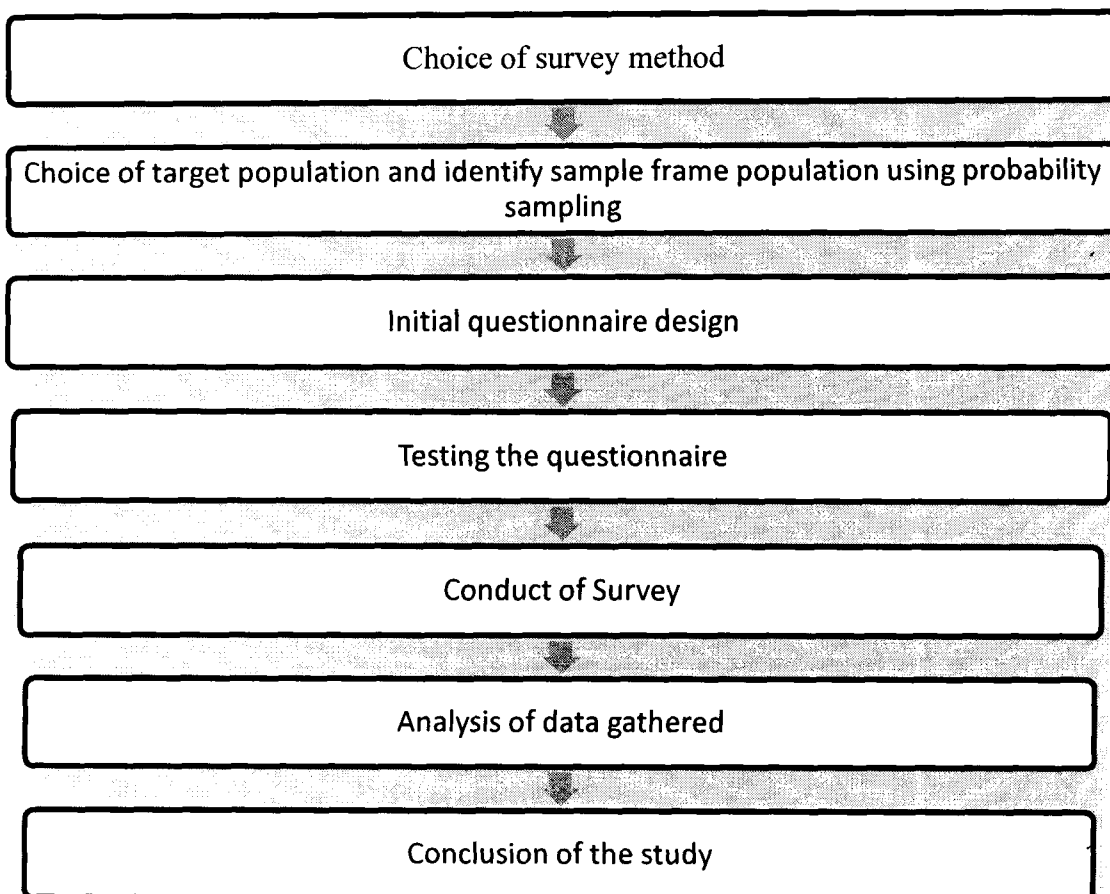 Choice of survey method
Choice of target population and identify sample frame population using probability
sampling
Initial questionnaire design
Testing the questionnaire
Conduct of Survey
Analysis of data gathered
Conclusion of the study